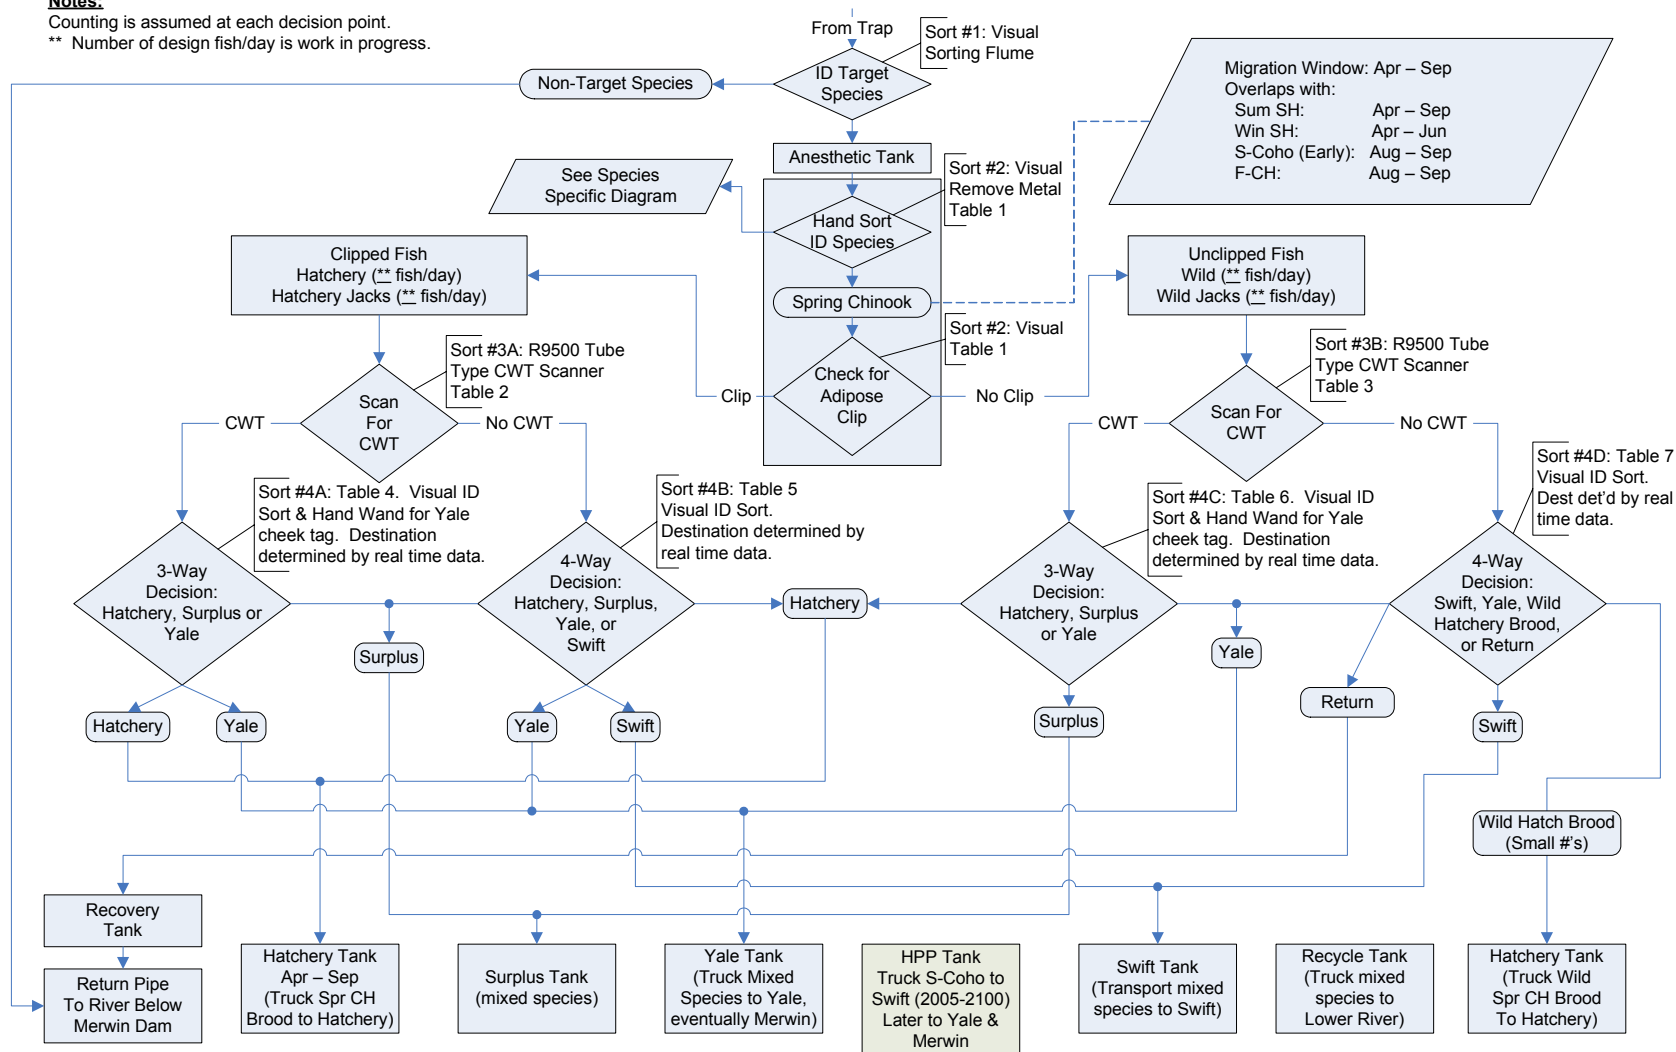 Notes:
Counting is assumed at each decision point.
** Number of design fish/day is work in progress.
From Trap
Sort #1: Visual
Sorting Flume
Non-Target Species
ID Target
Species
Migration Window: Apr – Sep
Overlaps with:
Sum SH: Apr – Sep
Win SH: Apr – Jun
S-Coho (Early): Aug – Sep
F-CH: Aug – Sep
Anesthetic Tank
See Species
Specific Diagram
Sort #2: Visual
Remove Metal
Table 1
Hand Sort
ID Species
Clipped Fish
Hatchery (** fish/day)
Hatchery Jacks (** fish/day)
Unclipped Fish
Wild (** fish/day)
Wild Jacks (** fish/day)
Spring Chinook
Sort #2: Visual
Table 1
Sort #3A: R9500 Tube
Type CWT Scanner
Table 2
Sort #3B: R9500 Tube
Type CWT Scanner
Table 3
Check for
Adipose
Clip
Clip
No Clip
Scan
For
CWT
CWT
No CWT
Scan For
CWT
CWT
No CWT
Sort #4A: Table 4. Visual ID
Sort & Hand Wand for Yale
cheek tag. Destination
determined by real time data.
Sort #4B: Table 5
Visual ID Sort.
Destination determined by
real time data.
Sort #4C: Table 6. Visual ID
Sort & Hand Wand for Yale
cheek tag. Destination
determined by real time data.
Sort #4D: Table 7
Visual ID Sort.
Dest det'd by real
time data.
3-Way
Decision:
Hatchery, Surplus or
Yale
4-Way
Decision:
Hatchery, Surplus,
Yale, or
Swift
Hatchery
3-Way
Decision:
Hatchery, Surplus
or Yale
4-Way
Decision:
Swift, Yale, Wild
Hatchery Brood,
or Return
Surplus
Yale
Return
Hatchery
Yale
Yale
Swift
Surplus
Swift
Wild Hatch Brood
(Small #'s)
Recovery
Tank
Return Pipe
To River Below
Merwin Dam
Hatchery Tank
Apr – Sep
(Truck Spr CH
Brood to Hatchery)
Surplus Tank
(mixed species)
Yale Tank
(Truck Mixed
Species to Yale,
eventually Merwin)
HPP Tank
Truck S-Coho to
Swift (2005-2100)
Later to Yale &
Merwin
Swift Tank
(Transport mixed
species to Swift)
Recycle Tank
(Truck mixed
species to
Lower River)
Hatchery Tank
(Truck Wild
Spr CH Brood
To Hatchery)